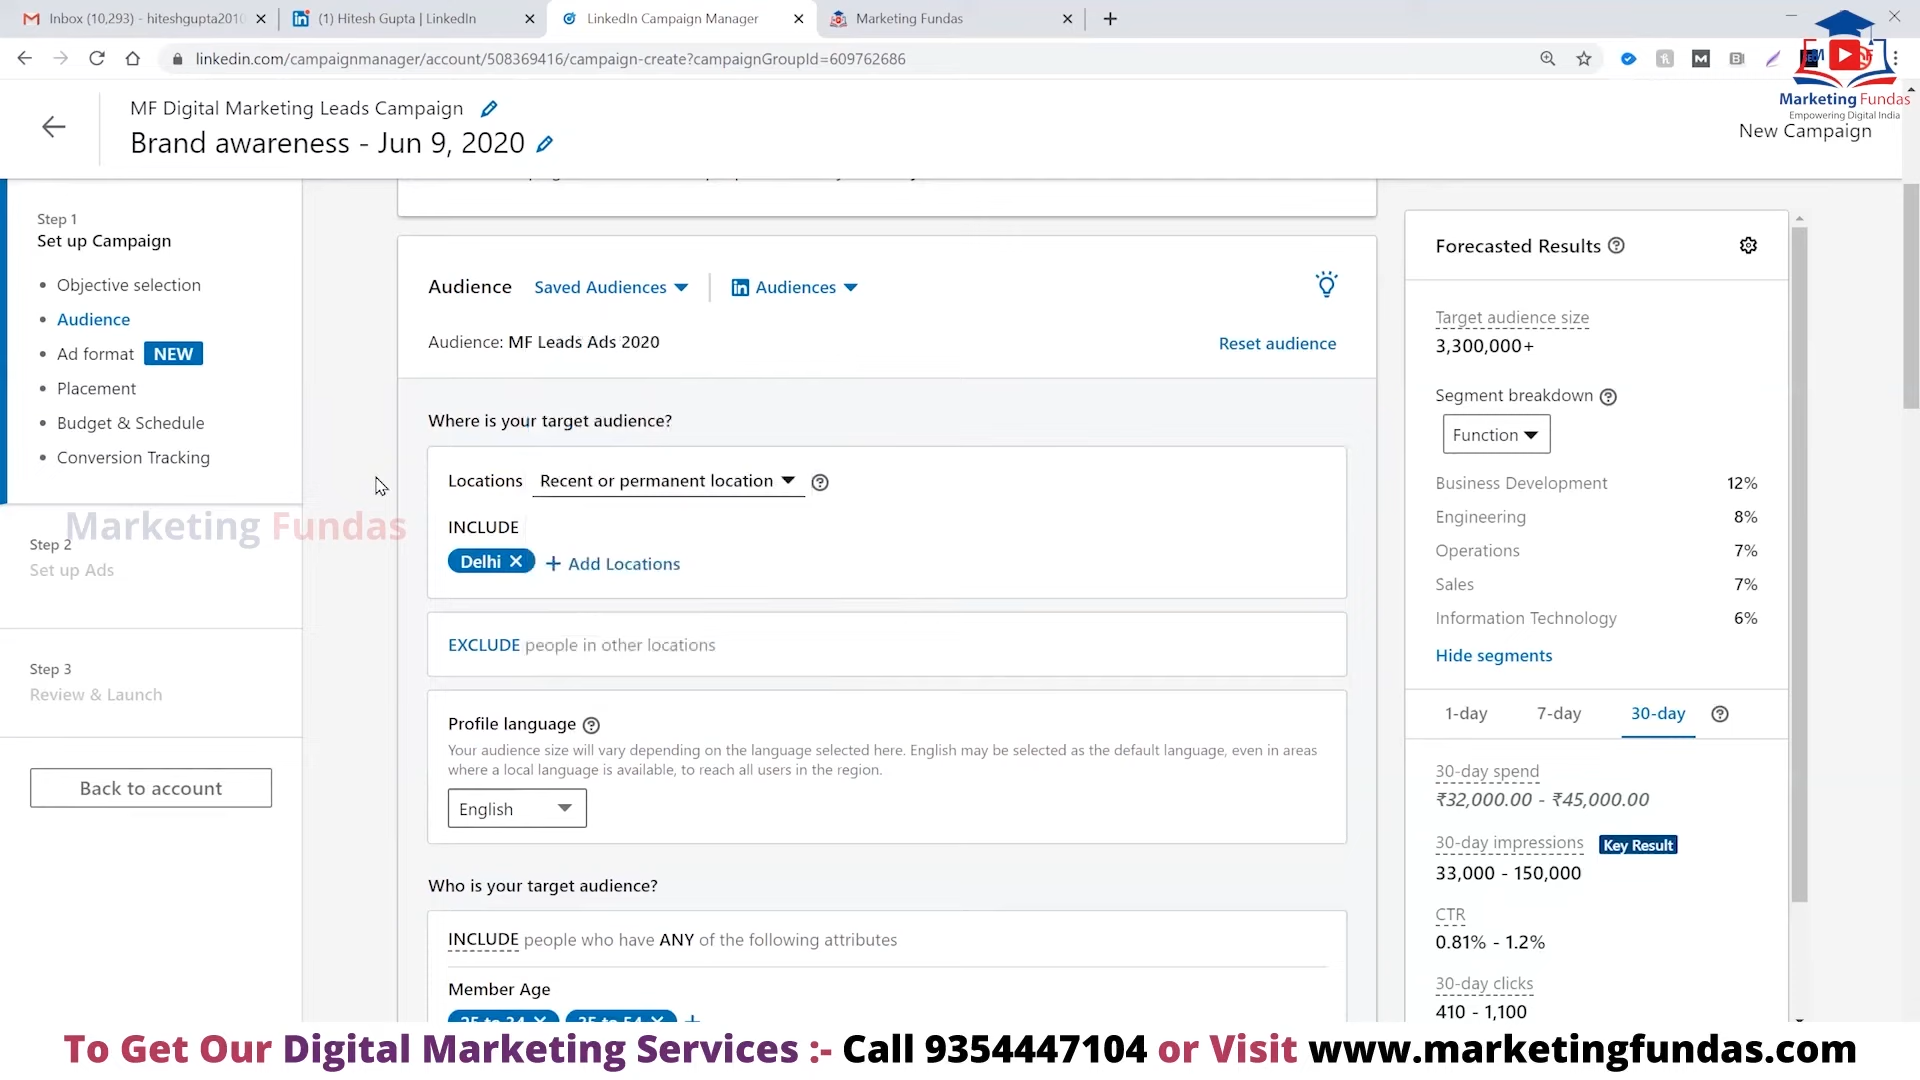 Inbox (10,293) - hiteshgupta2010
(1) Hitesh Gupta | LinkedIn
LinkedIn Campaign Manager
Marketing Fundas
linkedin.com/campaignmanager/account/508369416/campaign-create?campaignGroupId=609762686
Marketing Fundas
Empowering Digital India
MF Digital Marketing Leads Campaign
Brand awareness - Jun 9, 2020
New Campaign
Step 1
Set up Campaign
Objective selection
Audience
Ad format NEW
Placement
Budget & Schedule
Conversion Tracking
Marketing Fundas
Step 2
Set up Ads
Step 3
Review & Launch
Back to account
Audience Saved Audiences in Audiences
Audience: MF Leads Ads 2020
Reset audience
Where is your target audience?
Locations Recent or permanent location
INCLUDE
Delhi + Add Locations
EXCLUDE people in other locations
Profile language
Your audience size will vary depending on the language selected here. English may be selected as the default language, even in areas
where a local language is available, to reach all users in the region.
English
Who is your target audience?
INCLUDE people who have ANY of the following attributes
Member Age
Forecasted Results
Target audience size
3,300,000+
Segment breakdown
Function
Business Development 12%
Engineering 8%
Operations 7%
Sales 7%
Information Technology 6%
Hide segments
1-day 7-day 30-day
30-day spend
₹32,000.00 - ₹45,000.00
30-day impressions Key Result
33,000 - 150,000
CTR
0.81% - 1.2%
30-day clicks
410 - 1,100
To Get Our Digital Marketing Services :- Call 9354447104 or Visit www.marketingfundas.com